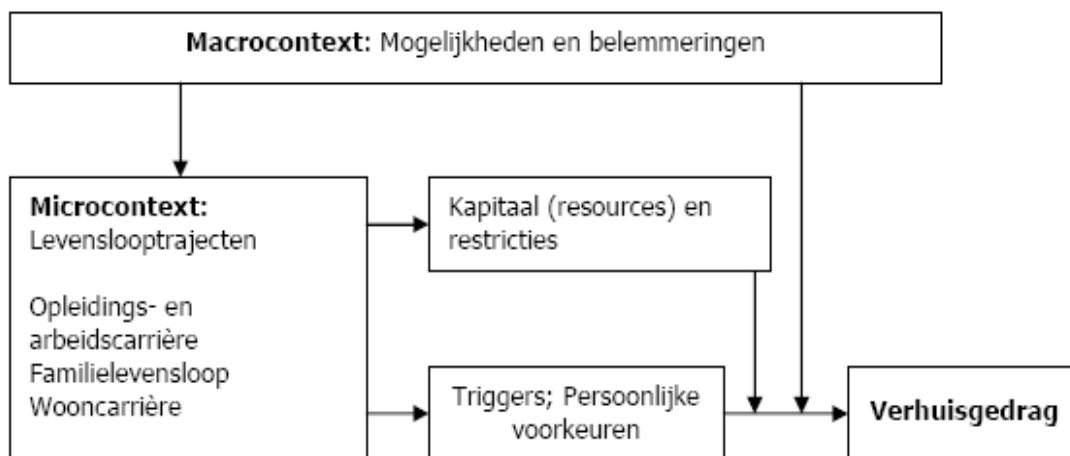 Macrocontext: Mogelijkheden en belemmeringen
Microcontext:
Levenslooptrajecten
Opleidings- en
arbeidscarrière
Familielevensloop
Wooncarrière
Kapitaal (resources) en
restricties
Triggers; Persoonlijke
voorkeuren
Verhuisgedrag